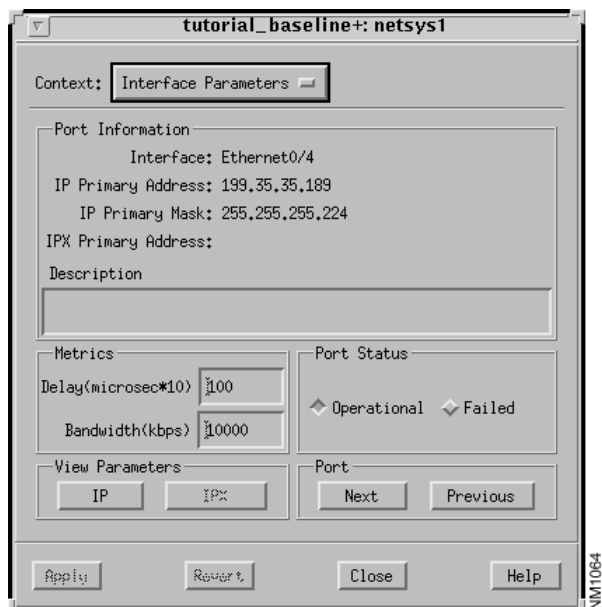 tutorial_baseline+: netsys1
Context: Interface Parameters
Port Information
Interface: Ethernet0/4
IP Primary Address: 199.35.35.189
IP Primary Mask: 255.255.255.224
IPX Primary Address:
Description
Metrics
Delay(microsec*10) 100
Bandwidth(kbps) 10000
Port Status
Operational Failed
View Parameters
IP IPX
Port
Next Previous
Apply Revert Close Help
NM1064